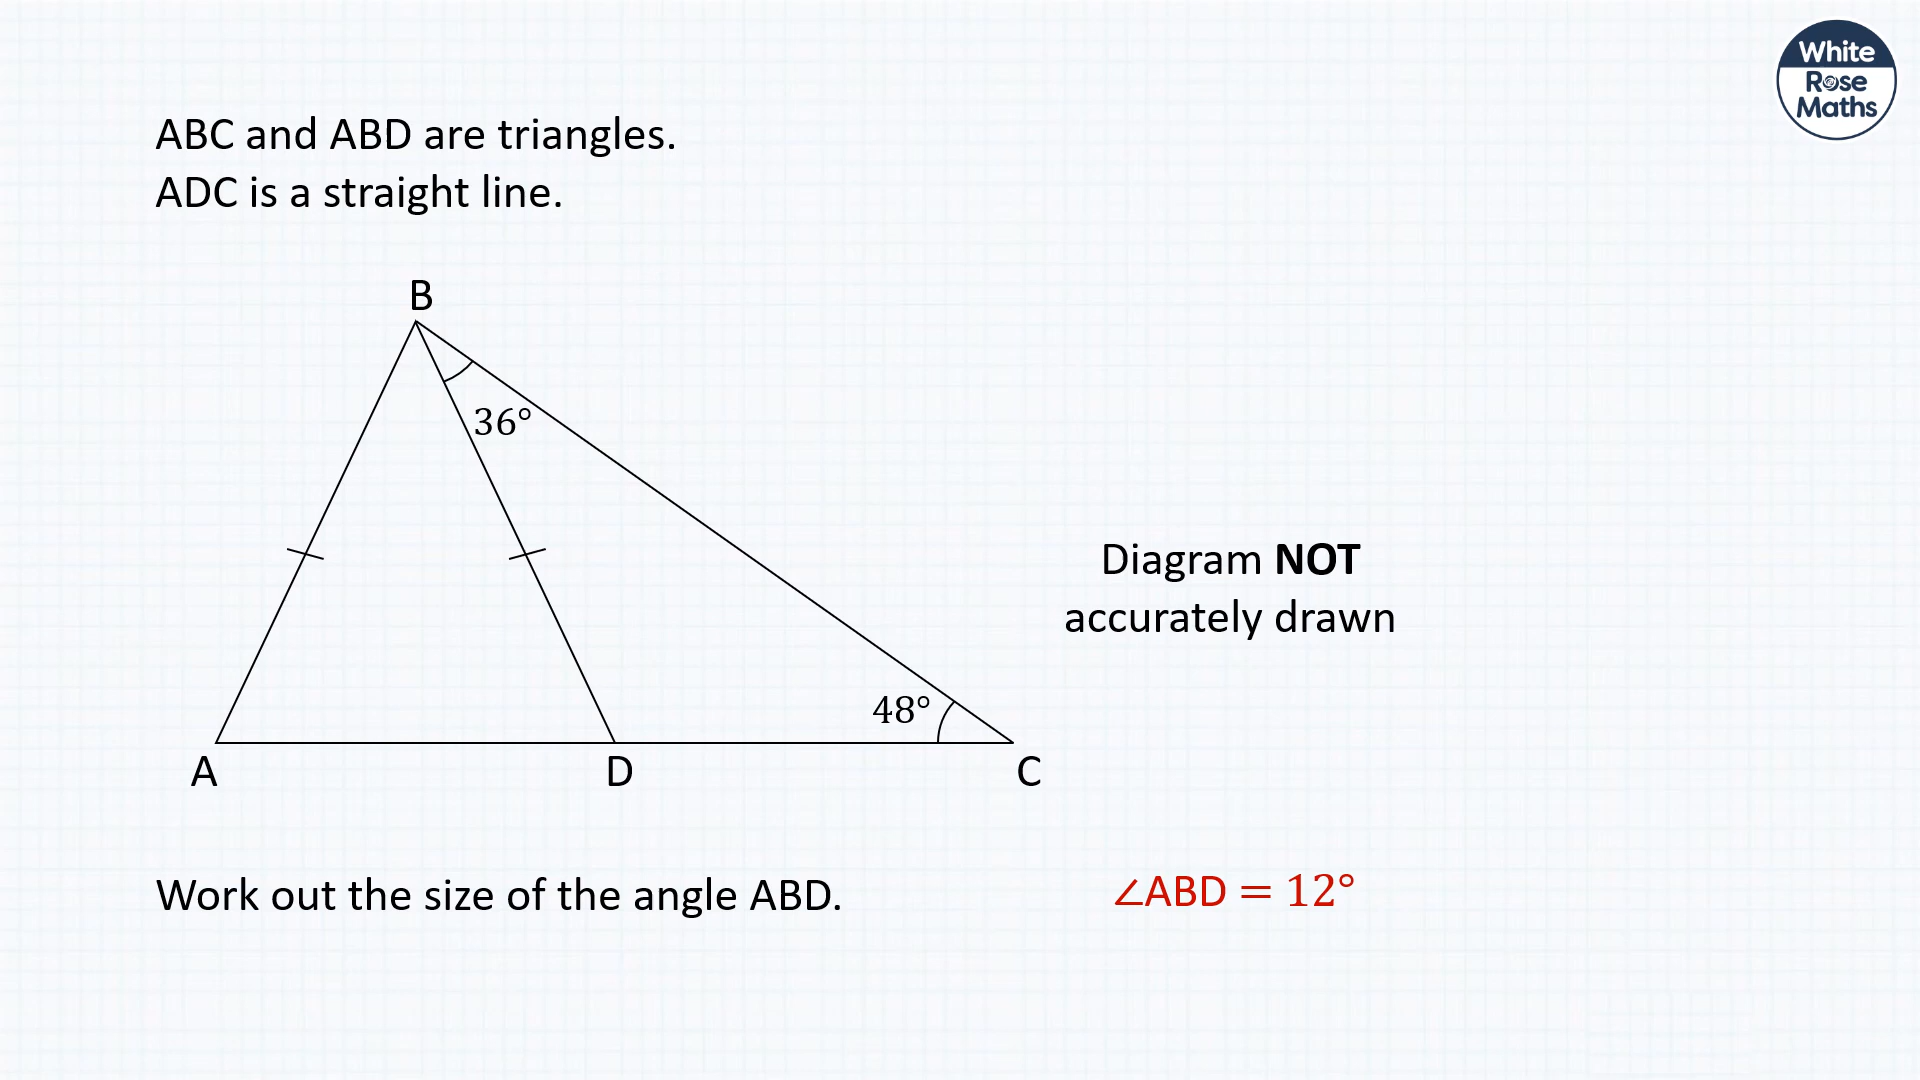 White
Rose
Maths
ABC and ABD are triangles.
ADC is a straight line.
B
36°
48°
A
D
C
Diagram NOT
accurately drawn
Work out the size of the angle ABD.
∠ABD = 12°